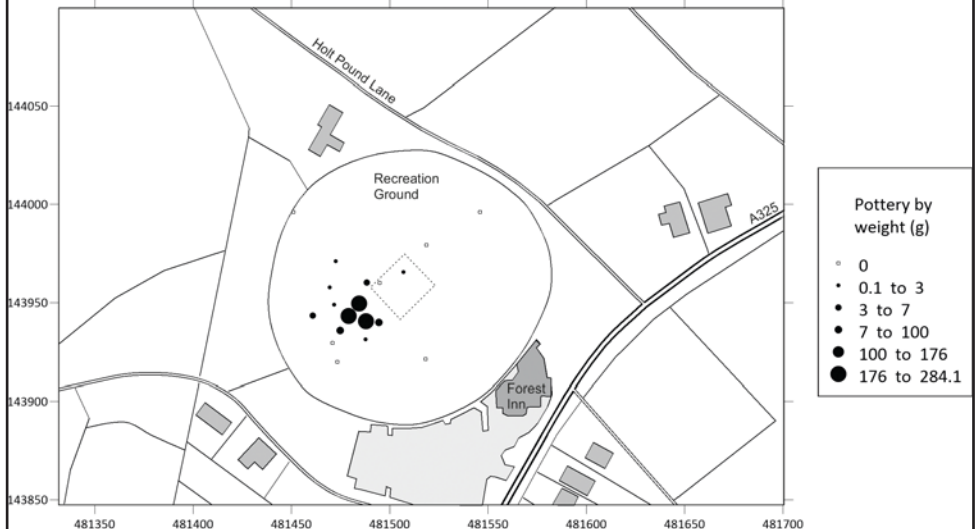 Holt Pound Lane
144050
Recreation
Ground
144000
A325
143950
Forest
Inn
143900
143850
481350 481400 481450 481500 481550 481600 481650 481700
Pottery by
weight (g)
0
0.1 to 3
3 to 7
7 to 100
100 to 176
176 to 284.1